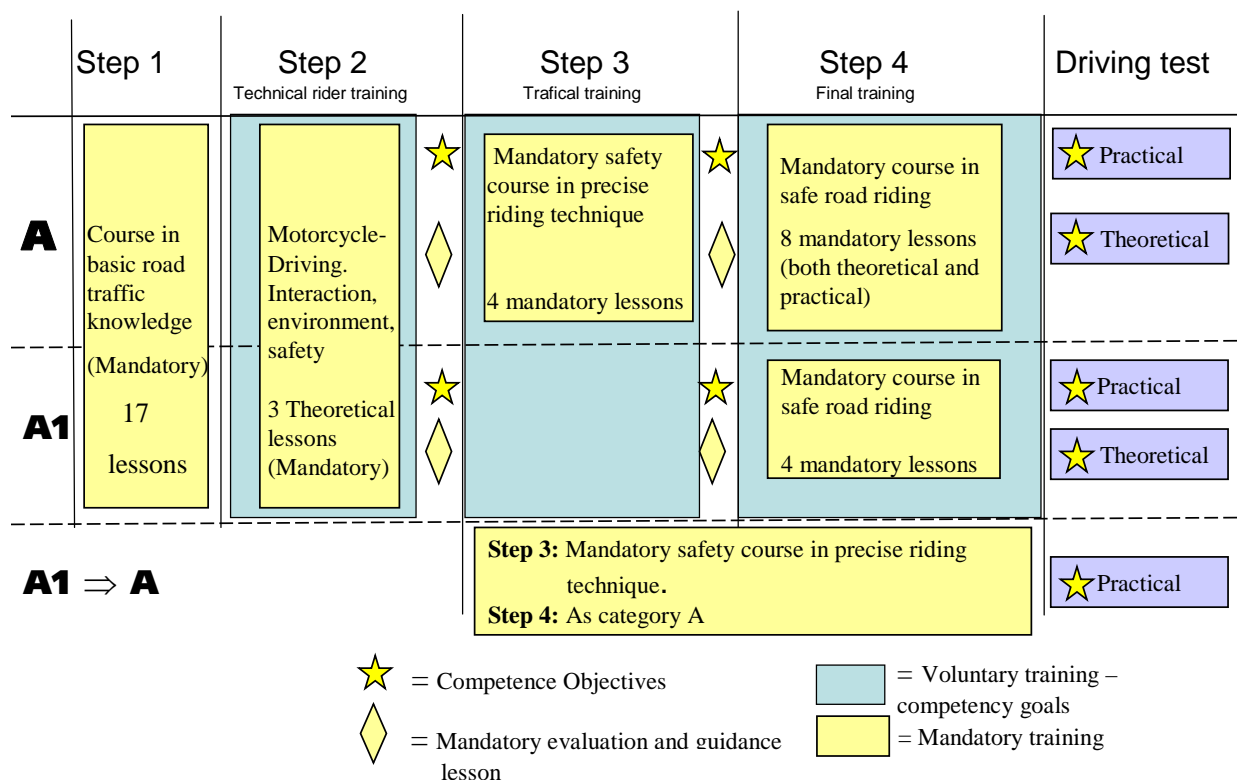 Step 1
Step 2
Technical rider training
Step 3
Trafical training
Step 4
Final training
Driving test
A
Course in
basic road
traffic
knowledge
(Mandatory)
17
lessons
Motorcycle-
Driving.
Interaction,
environment,
safety
3 Theoretical
lessons
(Mandatory)
Mandatory safety
course in precise
riding technique
4 mandatory lessons
Mandatory course in
safe road riding
8 mandatory lessons
(both theoretical and
practical)
Practical
Theoretical
A1
Mandatory course in
safe road riding
4 mandatory lessons
Practical
Theoretical
A1 ⇒ A
Step 3: Mandatory safety course in precise riding
technique.
Step 4: As category A
Practical
= Competence Objectives
= Mandatory evaluation and guidance
lesson
= Voluntary training –
competency goals
= Mandatory training